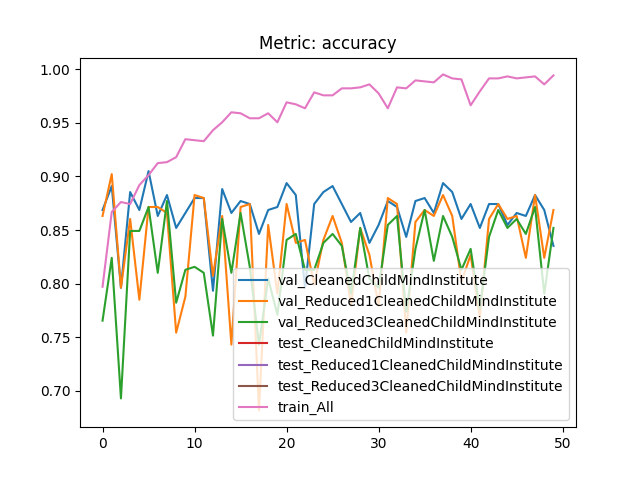 Metric: accuracy
1.00
0.95
0.90
0.85
0.80
0.75
0.70
val_CleanedChildMindInstitute
val_Reduced1CleanedChildMindInstitute
val_Reduced3CleanedChildMindInstitute
test_CleanedChildMindInstitute
test_Reduced1CleanedChildMindInstitute
test_Reduced3CleanedChildMindInstitute
train_All
0 10 20 30 40 50